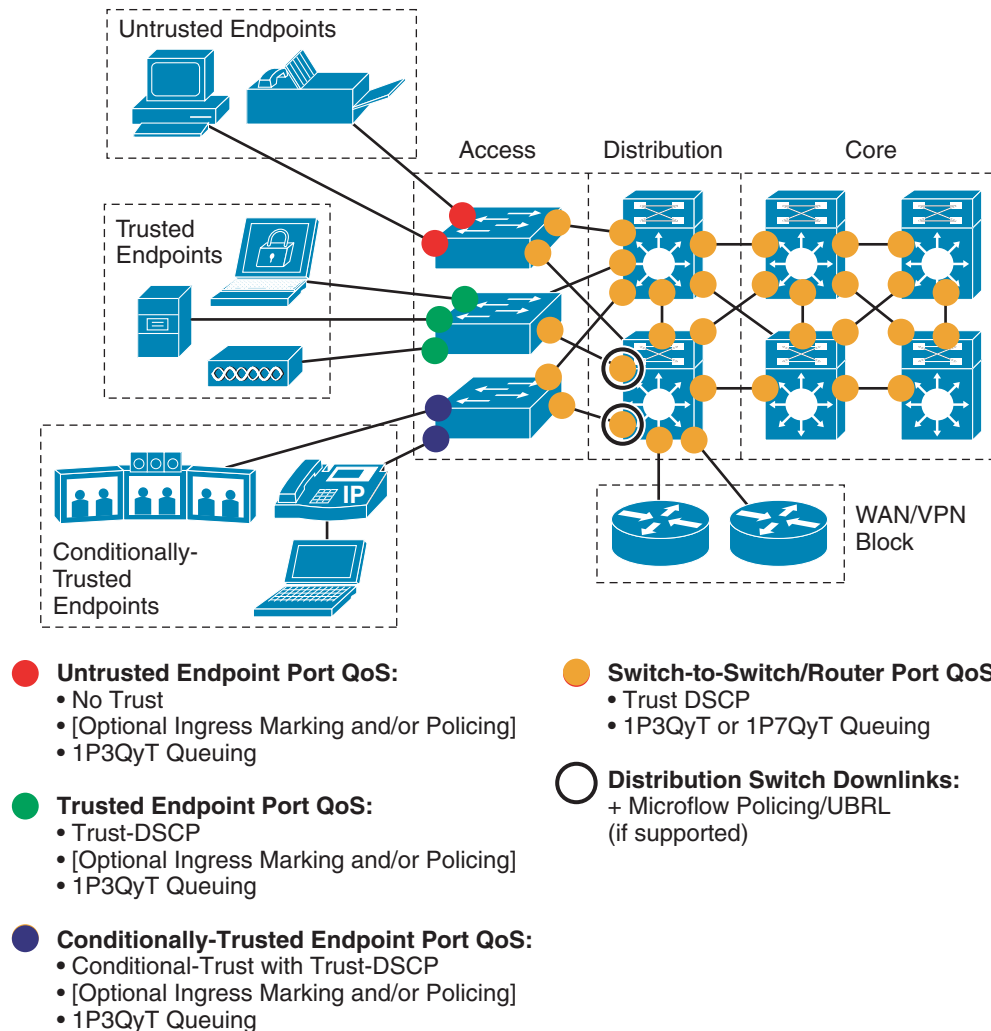 Untrusted Endpoints
Access
Distribution
Core
Trusted
Endpoints
IP
Conditionally-
Trusted
Endpoints
WAN/VPN
Block
Untrusted Endpoint Port QoS:
• No Trust
• [Optional Ingress Marking and/or Policing]
• 1P3QyT Queuing
Trusted Endpoint Port QoS:
• Trust-DSCP
• [Optional Ingress Marking and/or Policing]
• 1P3QyT Queuing
Conditionally-Trusted Endpoint Port QoS:
• Conditional-Trust with Trust-DSCP
• [Optional Ingress Marking and/or Policing]
• 1P3QyT Queuing
Switch-to-Switch/Router Port QoS
• Trust DSCP
• 1P3QyT or 1P7QyT Queuing
Distribution Switch Downlinks:
+ Microflow Policing/UBRL
(if supported)